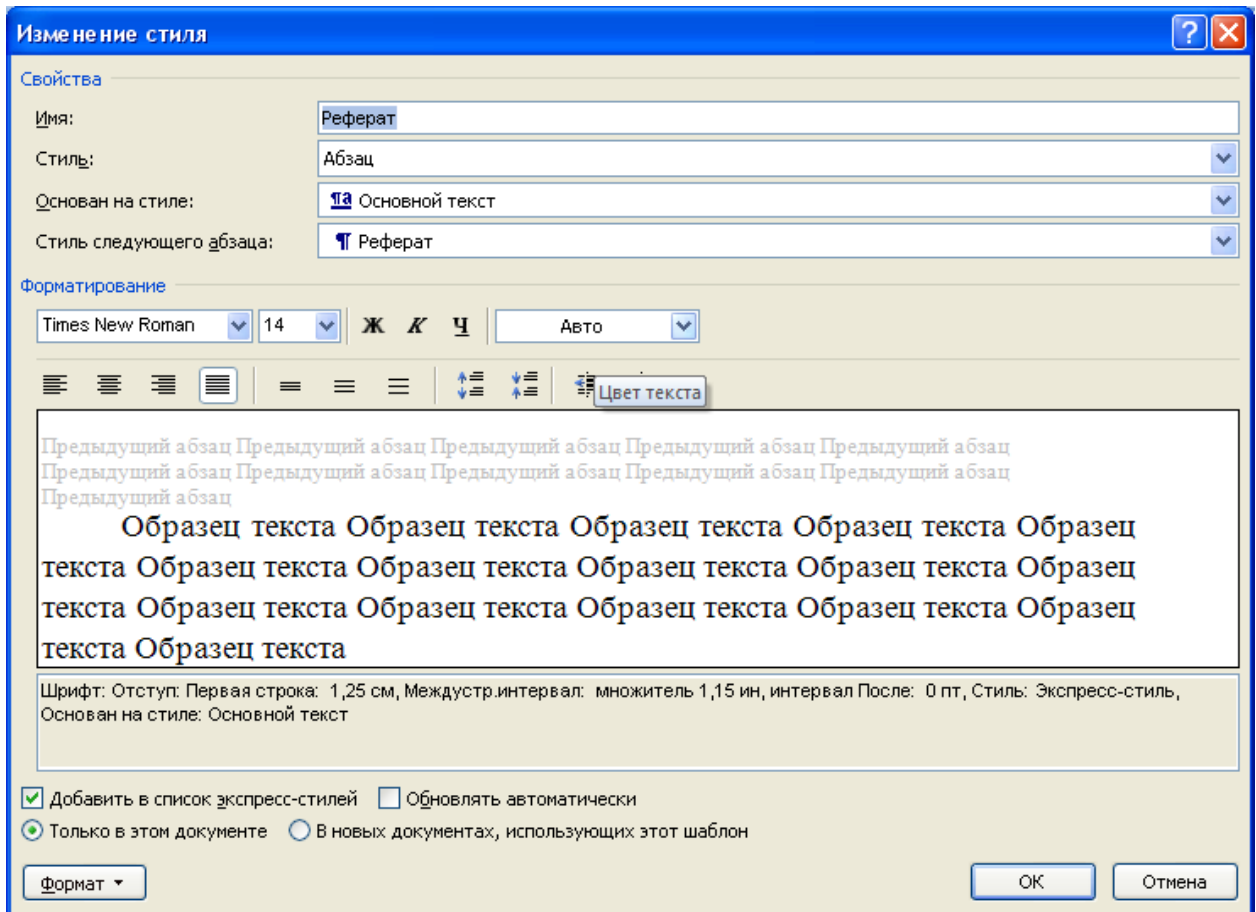 Изменение стиля
Свойства
Имя: Реферат
Стиль: Абзац
Основан на стиле: ¶a Основной текст
Стиль следующего абзаца: ¶ Реферат
Форматирование
Times New Roman 14 Ж К Ч Авто
Цвет текста
Предыдущий абзац Предыдущий абзац Предыдущий абзац Предыдущий абзац Предыдущий абзац
Предыдущий абзац Предыдущий абзац Предыдущий абзац Предыдущий абзац Предыдущий абзац
Предыдущий абзац
Образец текста Образец текста Образец текста Образец текста Образец
текста Образец текста Образец текста Образец текста Образец текста Образец
текста Образец текста Образец текста Образец текста Образец текста Образец
текста Образец текста
Шрифт: Отступ: Первая строка: 1,25 см, Междустр.интервал: множитель 1,15 ин, интервал После: 0 пт, Стиль: Экспресс-стиль,
Основан на стиле: Основной текст
Добавить в список экспресс-стилей Обновлять автоматически
Только в этом документе В новых документах, использующих этот шаблон
Формат ОК Отмена